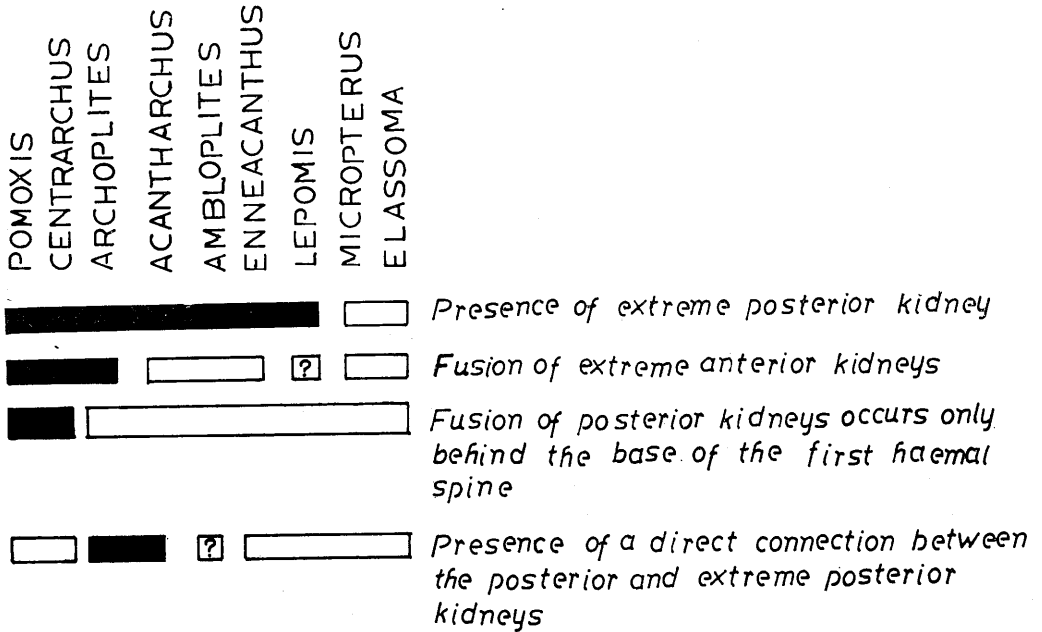 POMOXIS
CENTRARCHUS
ARCHOPLITES
ACANTHARCHUS
AMBLOPLITES
ENNEACANTHUS
LEPOMIS
MICROPTERUS
ELASSOMA
Presence of extreme posterior kidney
?
Fusion of extreme anterior kidneys
Fusion of posterior kidneys occurs only
behind the base of the first haemal
spine
?
Presence of a direct connection between
the posterior and extreme posterior
kidneys